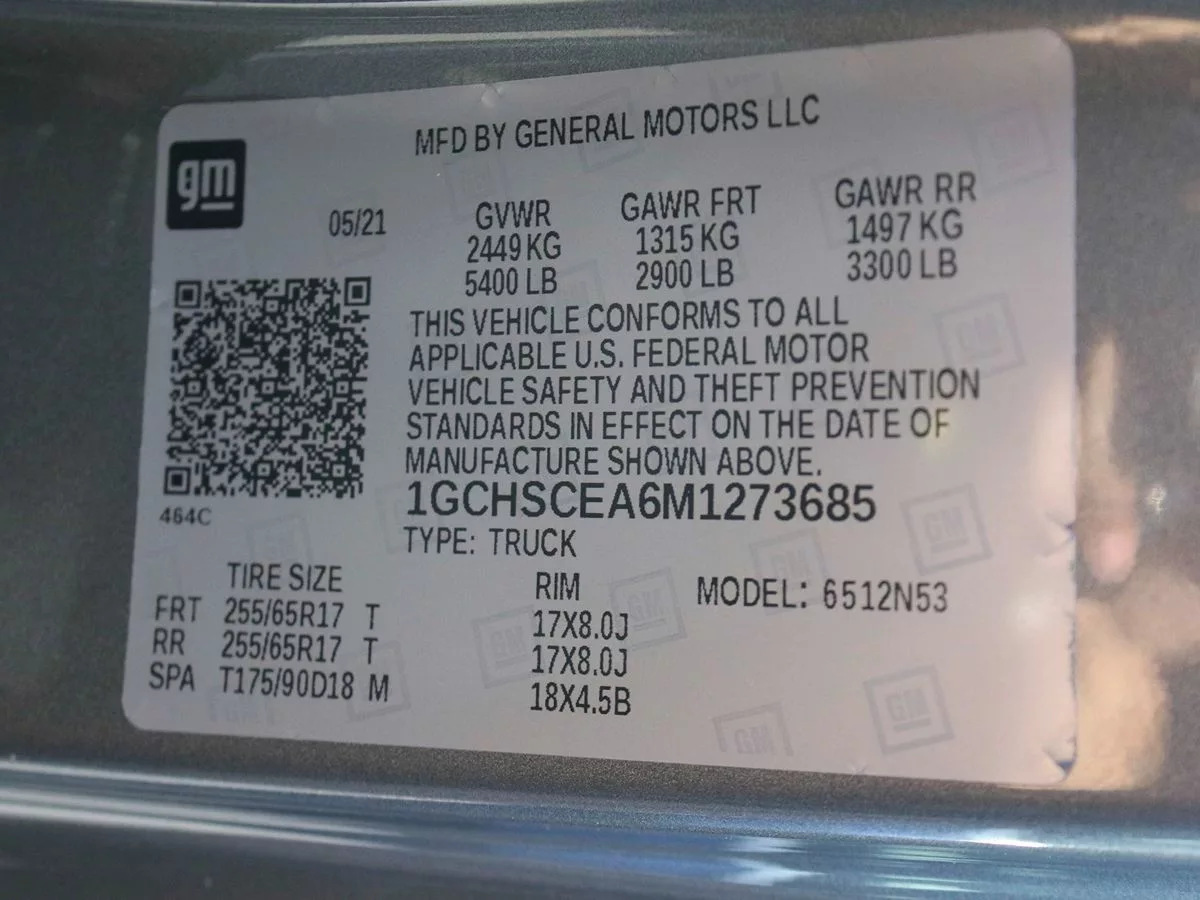 MFD BY GENERAL MOTORS LLC
gm
05/21
GVWR GAWR FRT GAWR RR
2449 KG 1315 KG 1497 KG
5400 LB 2900 LB 3300 LB
THIS VEHICLE CONFORMS TO ALL
APPLICABLE U.S. FEDERAL MOTOR
VEHICLE SAFETY AND THEFT PREVENTION
STANDARDS IN EFFECT ON THE DATE OF
MANUFACTURE SHOWN ABOVE.
1GCHSCEA6M1273685
464C
TYPE: TRUCK
TIRE SIZE RIM MODEL: 6512N53
FRT 255/65R17 T 17X8.0J
RR 255/65R17 T 17X8.0J
SPA T175/90D18 M 18X4.5B